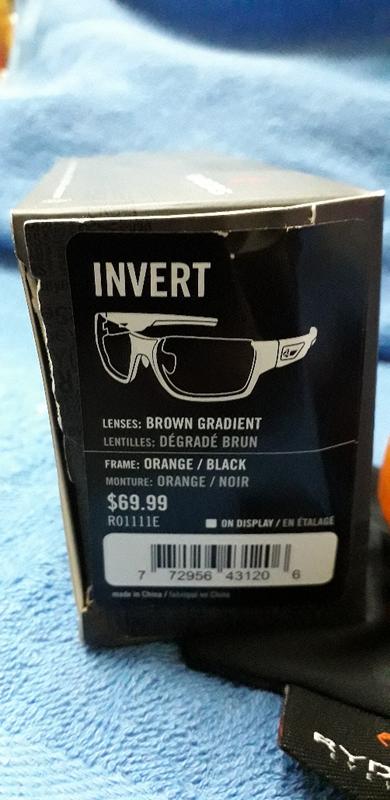 INVERT
LENSES: BROWN GRADIENT
LENTILLES: DÉGRADÉ BRUN
FRAME: ORANGE / BLACK
MONTURE: ORANGE / NOIR
$69.99
R01111E
ON DISPLAY / EN ÉTALAGE
7 72956 43120 6
made in China / fabriqué en Chine
RYD